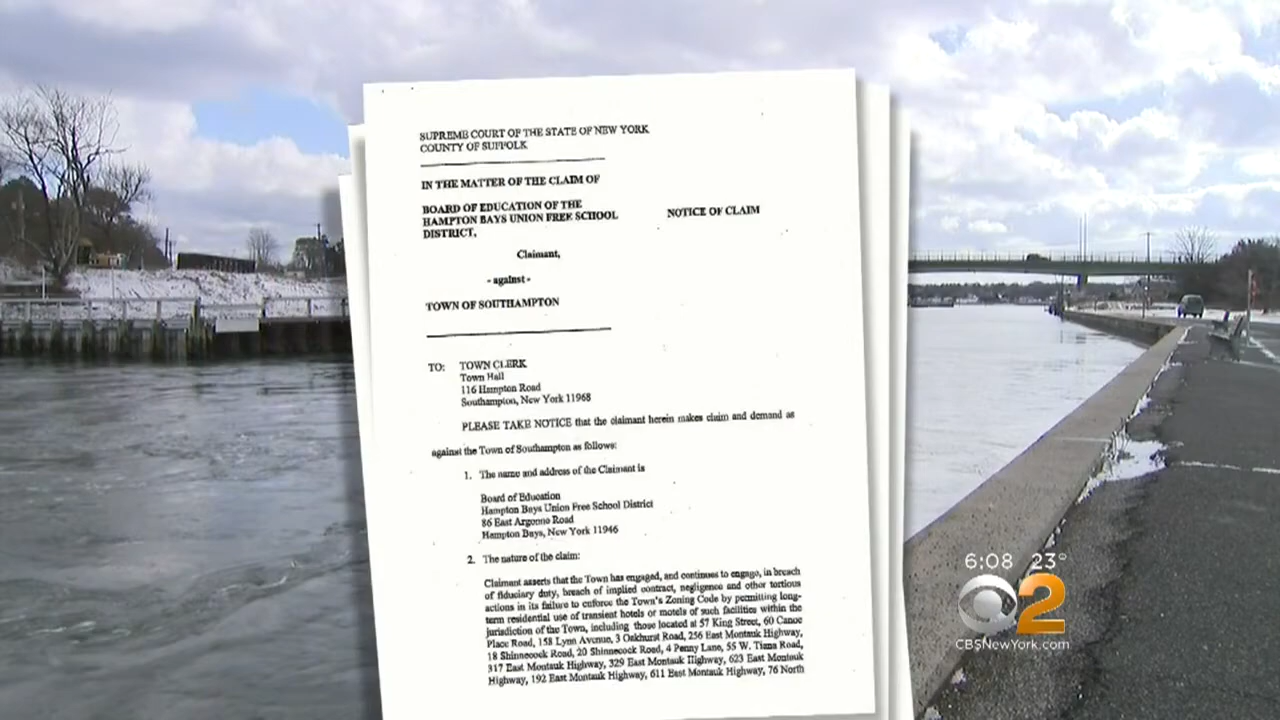 SUPREME COURT OF THE STATE OF NEW YORK
COUNTY OF SUFFOLK
IN THE MATTER OF THE CLAIM OF
BOARD OF EDUCATION OF THE
HAMPTON BAYS UNION FREE SCHOOL
DISTRICT,
NOTICE OF CLAIM
Claimant,
- against -
TOWN OF SOUTHAMPTON
TO: TOWN CLERK
Town Hall
116 Hampton Road
Southampton, New York 11968
PLEASE TAKE NOTICE that the claimant herein makes claim and demand as
against the Town of Southampton as follows:
1. The name and address of the Claimant is
Board of Education
Hampton Bays Union Free School District
86 East Argonne Road
Hampton Bays, New York 11946
2. The nature of the claim:
Claimant asserts that the Town has engaged, and continues to engage, in breach
of fiduciary duty, breach of implied contract, negligence and other tortious
actions in its failure to enforce the Town's Zoning Code by permitting long-
term residential use of transient hotels or motels of such facilities within the
jurisdiction of the Town, including those located at 57 King Street, 60 Canoe
Place Road, 158 Lynn Avenue, 3 Oakhurst Road, 256 East Montauk Highway,
18 Shinnecock Road, 20 Shinnecock Road, 4 Penny Lane, 55 W. Tiana Road,
317 East Montauk Highway, 329 East Montauk Highway, 623 East Montauk
Highway, 192 East Montauk Highway, 611 East Montauk Highway, 76 North
6:08 23°
2
CBSNewYork.com